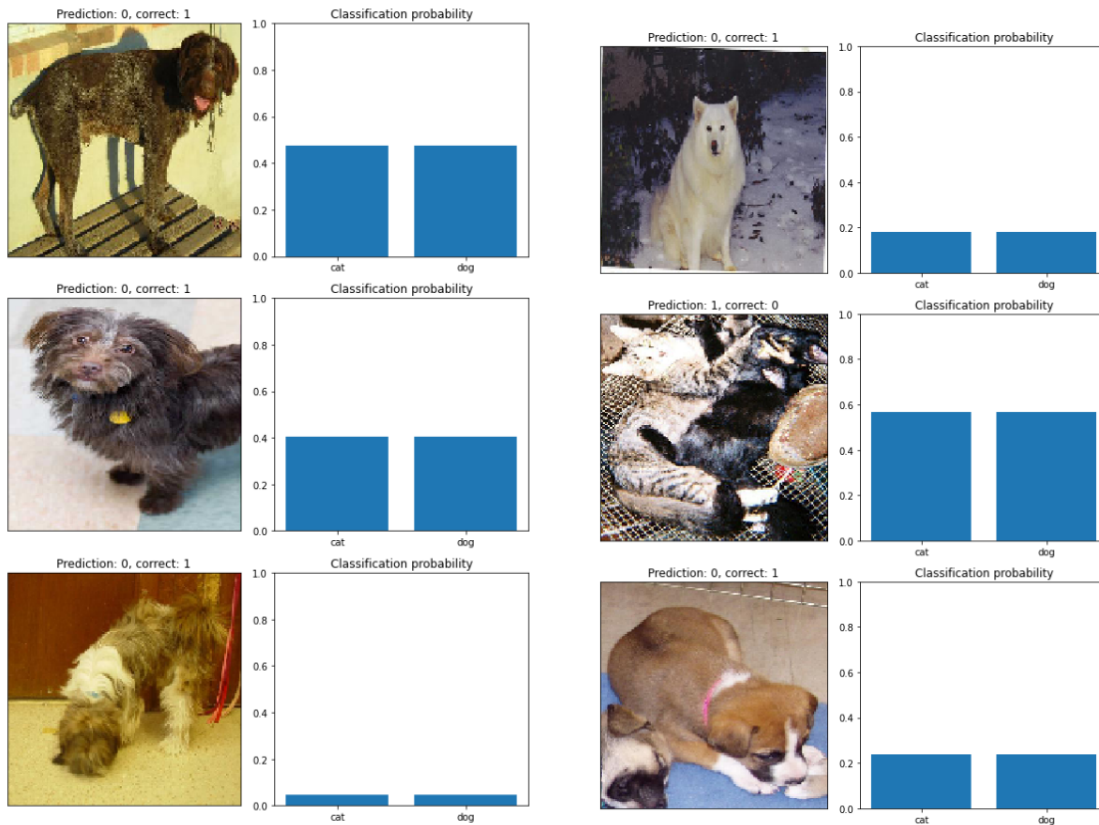 Prediction: 0, correct: 1
Classification probability
1.0
0.8
0.6
0.4
0.2
0.0
cat dog
Prediction: 0, correct: 1
Classification probability
1.0
0.8
0.6
0.4
0.2
0.0
cat dog
Prediction: 0, correct: 1
Classification probability
1.0
0.8
0.6
0.4
0.2
0.0
cat dog
Prediction: 0, correct: 1
Classification probability
1.0
0.8
0.6
0.4
0.2
0.0
cat dog
Prediction: 1, correct: 0
Classification probability
1.0
0.8
0.6
0.4
0.2
0.0
cat dog
Prediction: 0, correct: 1
Classification probability
1.0
0.8
0.6
0.4
0.2
0.0
cat dog